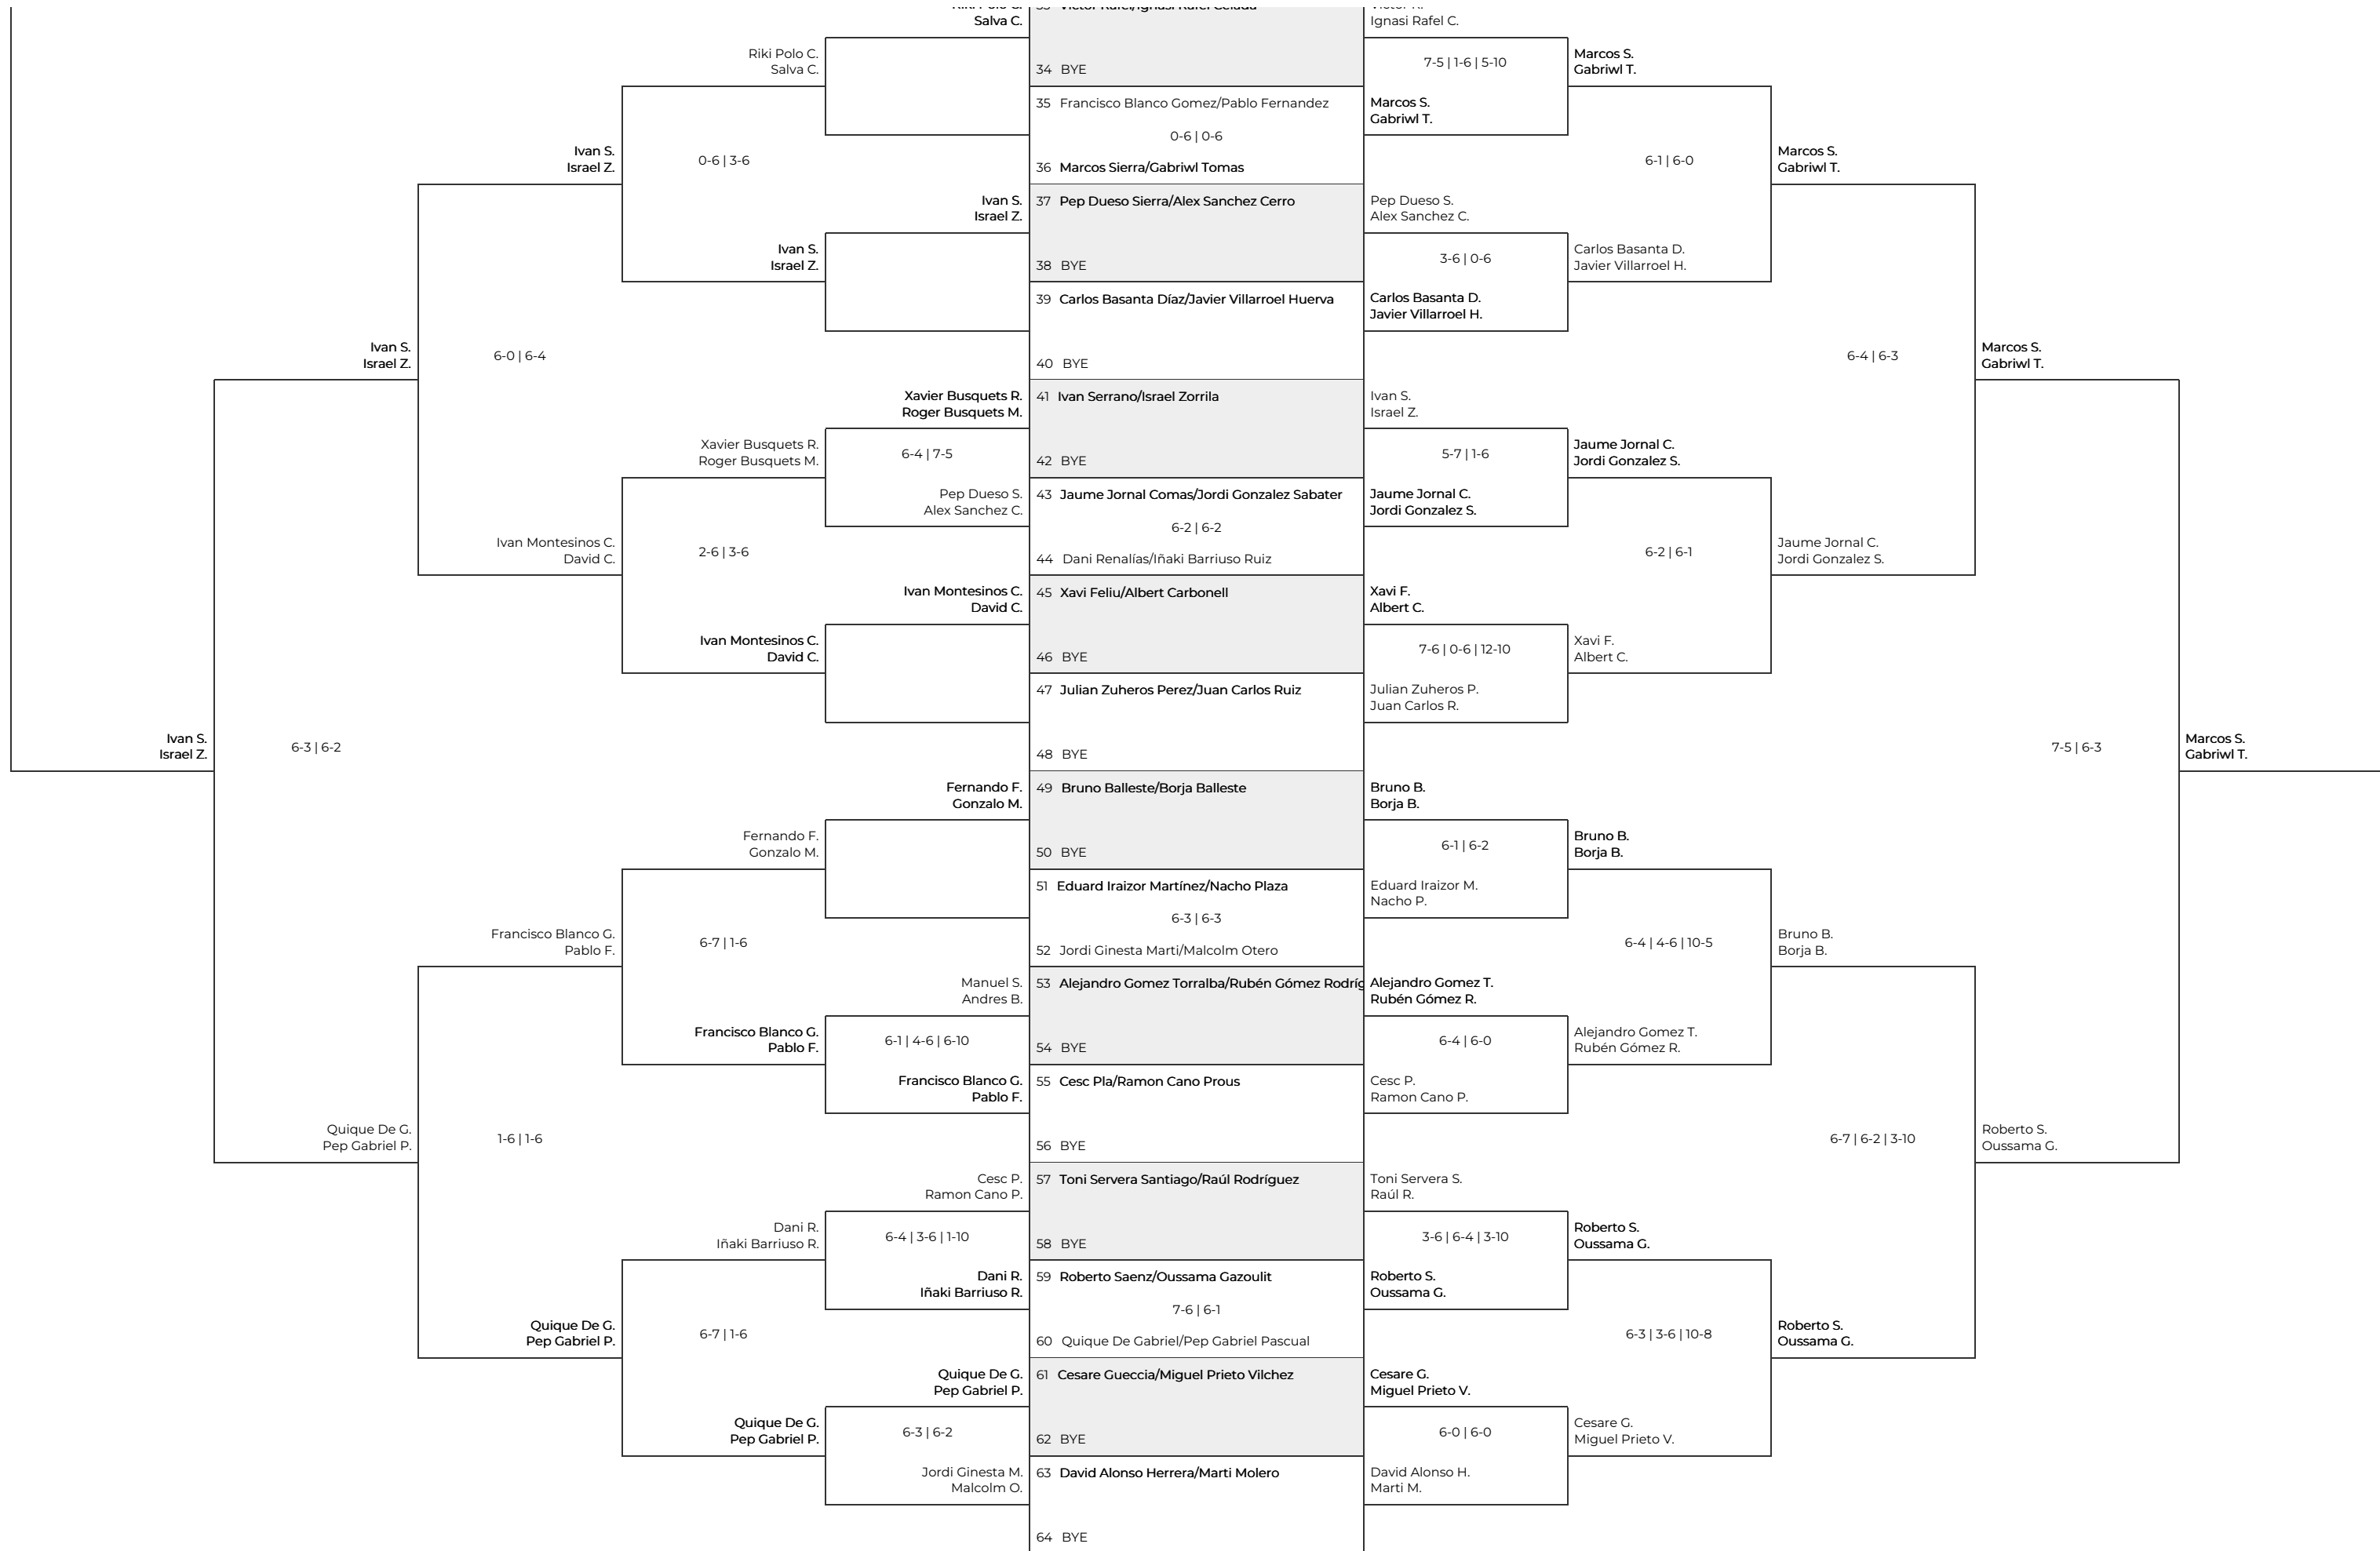 Salva C.
Ignasi Rafel C.
Riki Polo C.
Salva C.
34 BYE
7-5 | 1-6 | 5-10
Marcos S.
Gabriwl T.
35 Francisco Blanco Gomez/Pablo Fernandez
Marcos S.
Gabriwl T.
0-6 | 0-6
Ivan S.
Israel Z.
0-6 | 3-6
36 Marcos Sierra/Gabriwl Tomas
6-1 | 6-0
Marcos S.
Gabriwl T.
Ivan S.
Israel Z.
37 Pep Dueso Sierra/Alex Sanchez Cerro
Pep Dueso S.
Alex Sanchez C.
Ivan S.
Israel Z.
38 BYE
3-6 | 0-6
Carlos Basanta D.
Javier Villarroel H.
39 Carlos Basanta Díaz/Javier Villarroel Huerva
Carlos Basanta D.
Javier Villarroel H.
Ivan S.
Israel Z.
6-0 | 6-4
40 BYE
6-4 | 6-3
Marcos S.
Gabriwl T.
Xavier Busquets R.
Roger Busquets M.
41 Ivan Serrano/Israel Zorrila
Ivan S.
Israel Z.
Xavier Busquets R.
Roger Busquets M.
6-4 | 7-5
42 BYE
5-7 | 1-6
Jaume Jornal C.
Jordi Gonzalez S.
Pep Dueso S.
Alex Sanchez C.
43 Jaume Jornal Comas/Jordi Gonzalez Sabater
Jaume Jornal C.
Jordi Gonzalez S.
6-2 | 6-2
Ivan Montesinos C.
David C.
2-6 | 3-6
44 Dani Renalías/Iñaki Barriuso Ruiz
6-2 | 6-1
Jaume Jornal C.
Jordi Gonzalez S.
Ivan Montesinos C.
David C.
45 Xavi Feliu/Albert Carbonell
Xavi F.
Albert C.
Ivan Montesinos C.
David C.
46 BYE
7-6 | 0-6 | 12-10
Xavi F.
Albert C.
47 Julian Zuheros Perez/Juan Carlos Ruiz
Julian Zuheros P.
Juan Carlos R.
Ivan S.
Israel Z.
6-3 | 6-2
48 BYE
7-5 | 6-3
Marcos S.
Gabriwl T.
Fernando F.
Gonzalo M.
49 Bruno Balleste/Borja Balleste
Bruno B.
Borja B.
Fernando F.
Gonzalo M.
50 BYE
6-1 | 6-2
Bruno B.
Borja B.
51 Eduard Iraizor Martínez/Nacho Plaza
Eduard Iraizor M.
Nacho P.
6-3 | 6-3
Francisco Blanco G.
Pablo F.
6-7 | 1-6
52 Jordi Ginesta Marti/Malcolm Otero
6-4 | 4-6 | 10-5
Bruno B.
Borja B.
Manuel S.
Andres B.
53 Alejandro Gomez Torralba/Rubén Gómez Rodríg
Alejandro Gomez T.
Rubén Gómez R.
Francisco Blanco G.
Pablo F.
6-1 | 4-6 | 6-10
54 BYE
6-4 | 6-0
Alejandro Gomez T.
Rubén Gómez R.
Francisco Blanco G.
Pablo F.
55 Cesc Pla/Ramon Cano Prous
Cesc P.
Ramon Cano P.
Quique De G.
Pep Gabriel P.
1-6 | 1-6
56 BYE
6-7 | 6-2 | 3-10
Roberto S.
Oussama G.
Cesc P.
Ramon Cano P.
57 Toni Servera Santiago/Raúl Rodríguez
Toni Servera S.
Raúl R.
Dani R.
Iñaki Barriuso R.
6-4 | 3-6 | 1-10
58 BYE
3-6 | 6-4 | 3-10
Roberto S.
Oussama G.
Dani R.
Iñaki Barriuso R.
59 Roberto Saenz/Oussama Gazoulit
Roberto S.
Oussama G.
7-6 | 6-1
Quique De G.
Pep Gabriel P.
6-7 | 1-6
60 Quique De Gabriel/Pep Gabriel Pascual
6-3 | 3-6 | 10-8
Roberto S.
Oussama G.
Quique De G.
Pep Gabriel P.
61 Cesare Gueccia/Miguel Prieto Vilchez
Cesare G.
Miguel Prieto V.
Quique De G.
Pep Gabriel P.
6-3 | 6-2
62 BYE
6-0 | 6-0
Cesare G.
Miguel Prieto V.
Jordi Ginesta M.
Malcolm O.
63 David Alonso Herrera/Marti Molero
David Alonso H.
Marti M.
64 BYE